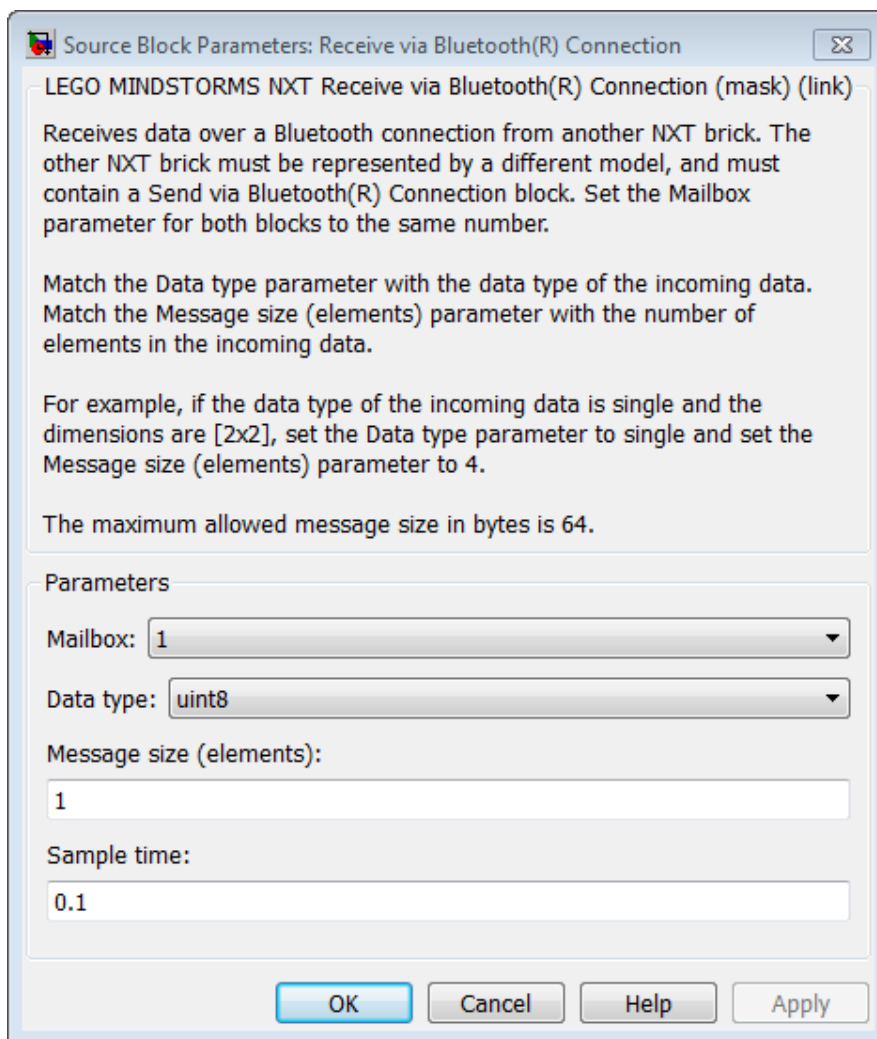 Source Block Parameters: Receive via Bluetooth(R) Connection
LEGO MINDSTORMS NXT Receive via Bluetooth(R) Connection (mask) (link)
Receives data over a Bluetooth connection from another NXT brick. The
other NXT brick must be represented by a different model, and must
contain a Send via Bluetooth(R) Connection block. Set the Mailbox
parameter for both blocks to the same number.
Match the Data type parameter with the data type of the incoming data.
Match the Message size (elements) parameter with the number of
elements in the incoming data.
For example, if the data type of the incoming data is single and the
dimensions are [2x2], set the Data type parameter to single and set the
Message size (elements) parameter to 4.
The maximum allowed message size in bytes is 64.
Parameters
Mailbox: 1
Data type: uint8
Message size (elements):
1
Sample time:
0.1
OK Cancel Help Apply